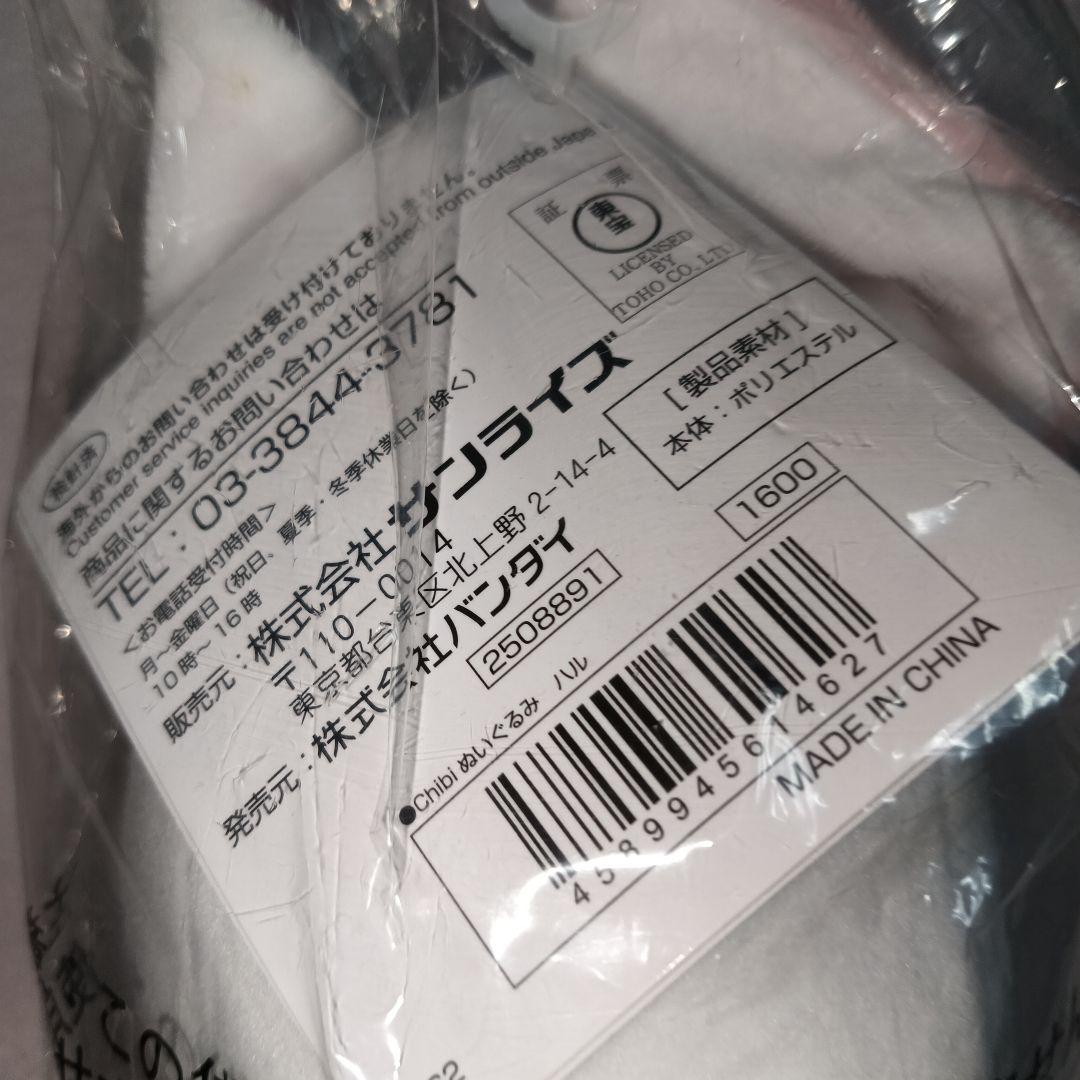 検針済
海外からのお問い合わせは受け付けておりません。
Customer service inquiries are not accepted from outside Japa
商品に関するお問い合わせは
TEL：03-3844-3781
＜お電話受付時間＞
月〜金曜日（祝日、夏季・冬季休業日を除く）
10時〜16時
販売元：株式会社サンライズ
〒110-0014
東京都台東区北上野2-14-4
発売元：株式会社バンダイ
2508891
証票
東宝
LICENSED
BY
TOHO CO., LTD.
[製品素材]
本体：ポリエステル
1600
●Chibiぬいぐるみ ハル
4589945614627
MADE IN CHINA